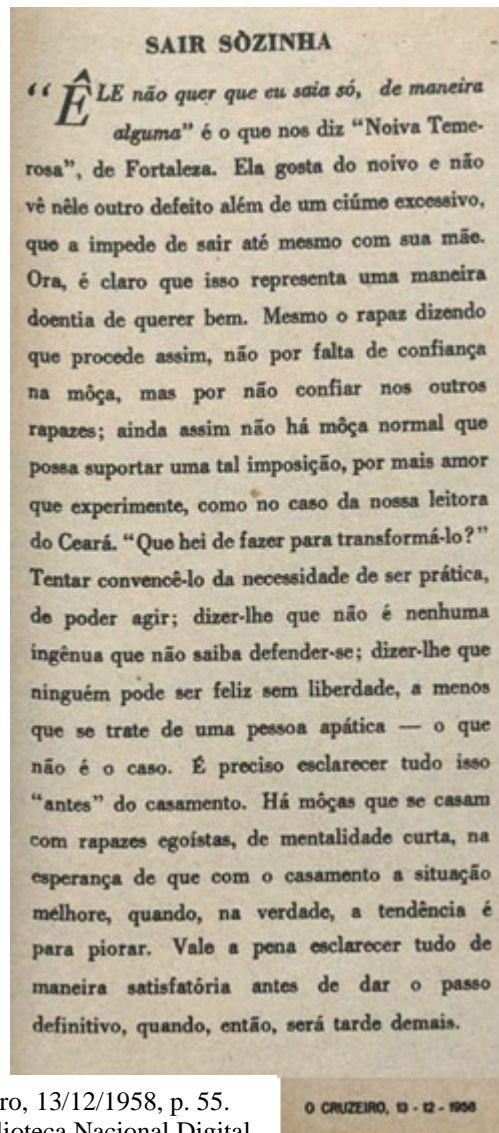 SAIR SÒZINHA
“ÊLE não quer que eu saia só, de maneira
alguma” é o que nos diz “Noiva Teme-
rosa”, de Fortaleza. Ela gosta do noivo e não
vê nêle outro defeito além de um ciúme excessivo,
que a impede de sair até mesmo com sua mãe.
Ora, é claro que isso representa uma maneira
doentia de querer bem. Mesmo o rapaz dizendo
que procede assim, não por falta de confiança
na môça, mas por não confiar nos outros
rapazes; ainda assim não há môça normal que
possa suportar uma tal imposição, por mais amor
que experimente, como no caso da nossa leitora
do Ceará. “Que hei de fazer para transformá-lo?”
Tentar convencê-lo da necessidade de ser prática,
de poder agir; dizer-lhe que não é nenhuma
ingênua que não saiba defender-se; dizer-lhe que
ninguém pode ser feliz sem liberdade, a menos
que se trate de uma pessoa apática — o que
não é o caso. É preciso esclarecer tudo isso
“antes” do casamento. Há môças que se casam
com rapazes egoístas, de mentalidade curta, na
esperança de que com o casamento a situação
melhore, quando, na verdade, a tendência é
para piorar. Vale a pena esclarecer tudo de
maneira satisfatória antes de dar o passo
definitivo, quando, então, será tarde demais.
ro, 13/12/1958, p. 55.
O CRUZEIRO, 13 - 12 - 1958
lioteca Nacional Digital